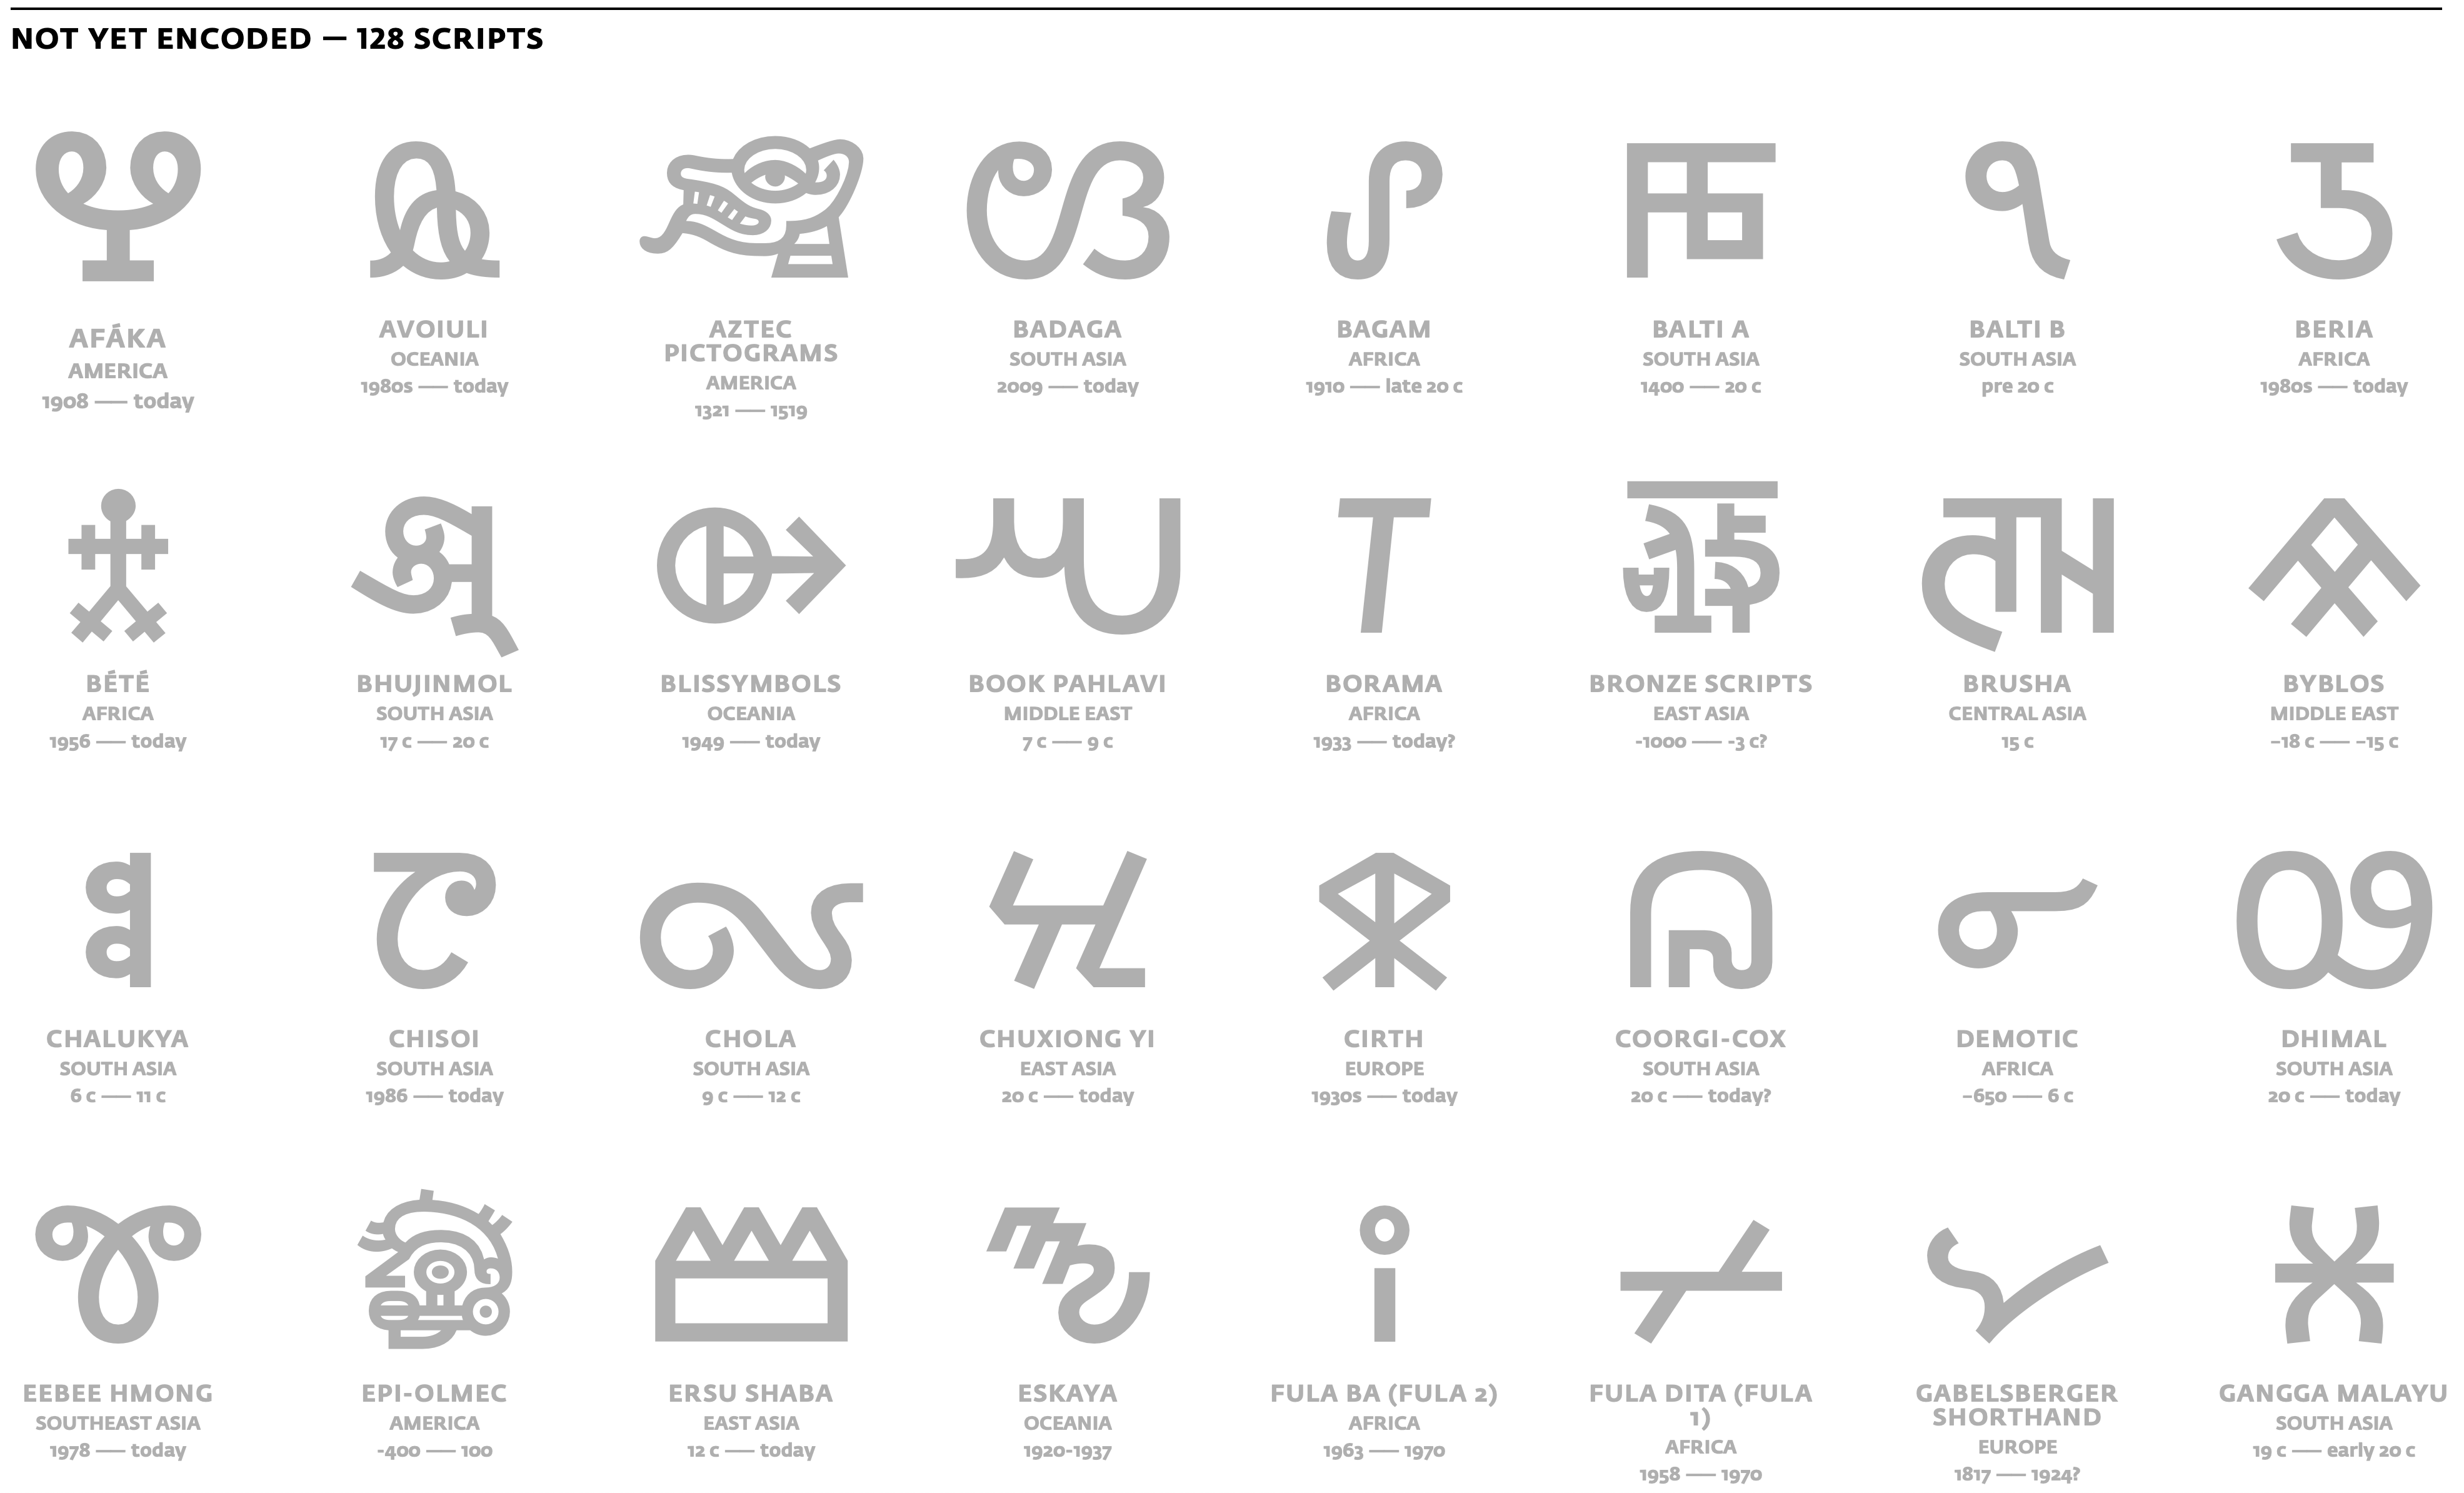 NOT YET ENCODED — 128 SCRIPTS
AFÁKA
AMERICA
1908 — today
AVOIULI
OCEANIA
1980s — today
AZTEC
PICTOGRAMS
AMERICA
1321 — 1519
BADAGA
SOUTH ASIA
2009 — today
BAGAM
AFRICA
1910 — late 20 c
BALTI A
SOUTH ASIA
1400 — 20 c
BALTI B
SOUTH ASIA
pre 20 c
BERIA
AFRICA
1980s — today
BÉTÉ
AFRICA
1956 — today
BHUJINMOL
SOUTH ASIA
17 c — 20 c
BLISSYMBOLS
OCEANIA
1949 — today
BOOK PAHLAVI
MIDDLE EAST
7 c — 9 c
BORAMA
AFRICA
1933 — today?
BRONZE SCRIPTS
EAST ASIA
-1000 — -3 c?
BRUSHA
CENTRAL ASIA
15 c
BYBLOS
MIDDLE EAST
−18 c — −15 c
CHALUKYA
SOUTH ASIA
6 c — 11 c
CHISOI
SOUTH ASIA
1986 — today
CHOLA
SOUTH ASIA
9 c — 12 c
CHUXIONG YI
EAST ASIA
20 c — today
CIRTH
EUROPE
1930s — today
COORGI-COX
SOUTH ASIA
20 c — today?
DEMOTIC
AFRICA
−650 — 6 c
DHIMAL
SOUTH ASIA
20 c — today
EEBEE HMONG
SOUTHEAST ASIA
1978 — today
EPI-OLMEC
AMERICA
-400 — 100
ERSU SHABA
EAST ASIA
12 c — today
ESKAYA
OCEANIA
1920-1937
FULA BA (FULA 2)
AFRICA
1963 — 1970
FULA DITA (FULA
1)
AFRICA
1958 — 1970
GABELSBERGER
SHORTHAND
EUROPE
1817 — 1924?
GANGGA MALAYU
SOUTH ASIA
19 c — early 20 c